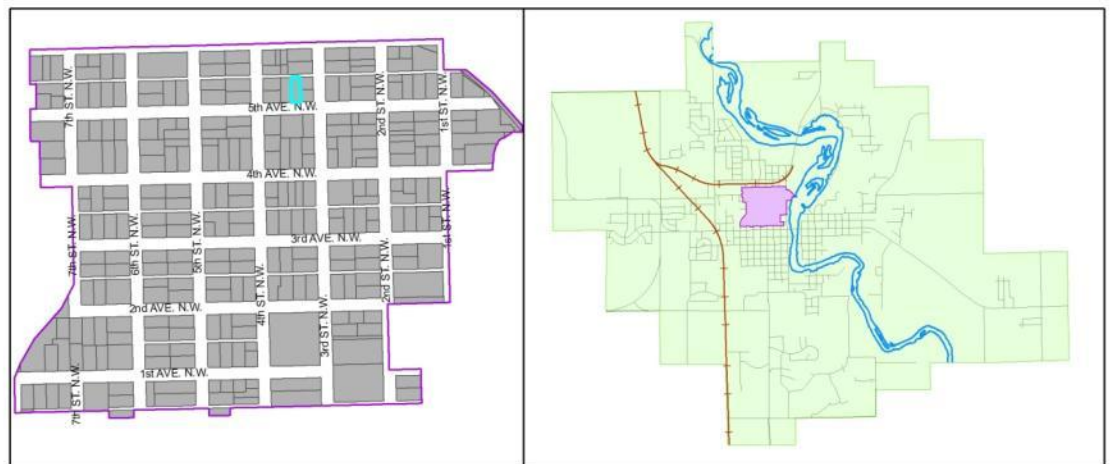 7th ST. N.W.
5th AVE. N.W.
2nd ST. N.W.
1st ST. N.W.
4th AVE. N.W.
7th ST. N.W.
6th ST. N.W.
5th ST. N.W.
3rd AVE. N.W.
2nd ST. N.W.
1st ST. N.W.
2nd AVE. N.W.
4th ST. N.W.
3rd ST. N.W.
1st AVE. N.W.
7th ST. N.W.